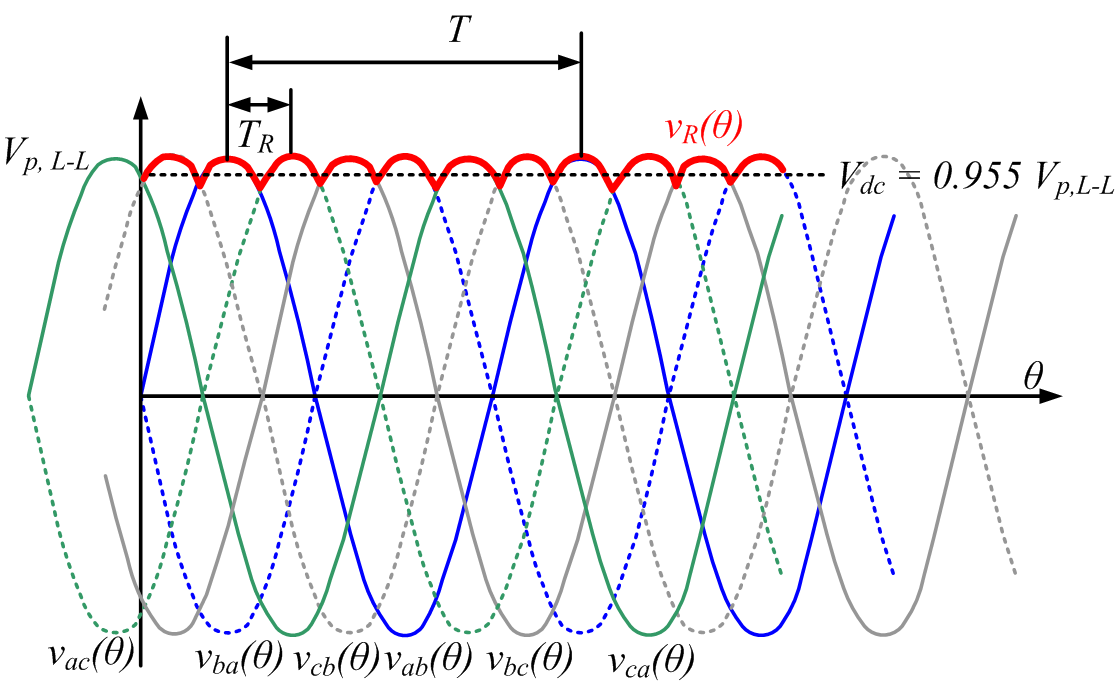 T
T_R
v_R(θ)
V_p, L-L
V_dc = 0.955 V_p,L-L
θ
v_ac(θ)
v_ba(θ)
v_cb(θ)
v_ab(θ)
v_bc(θ)
v_ca(θ)